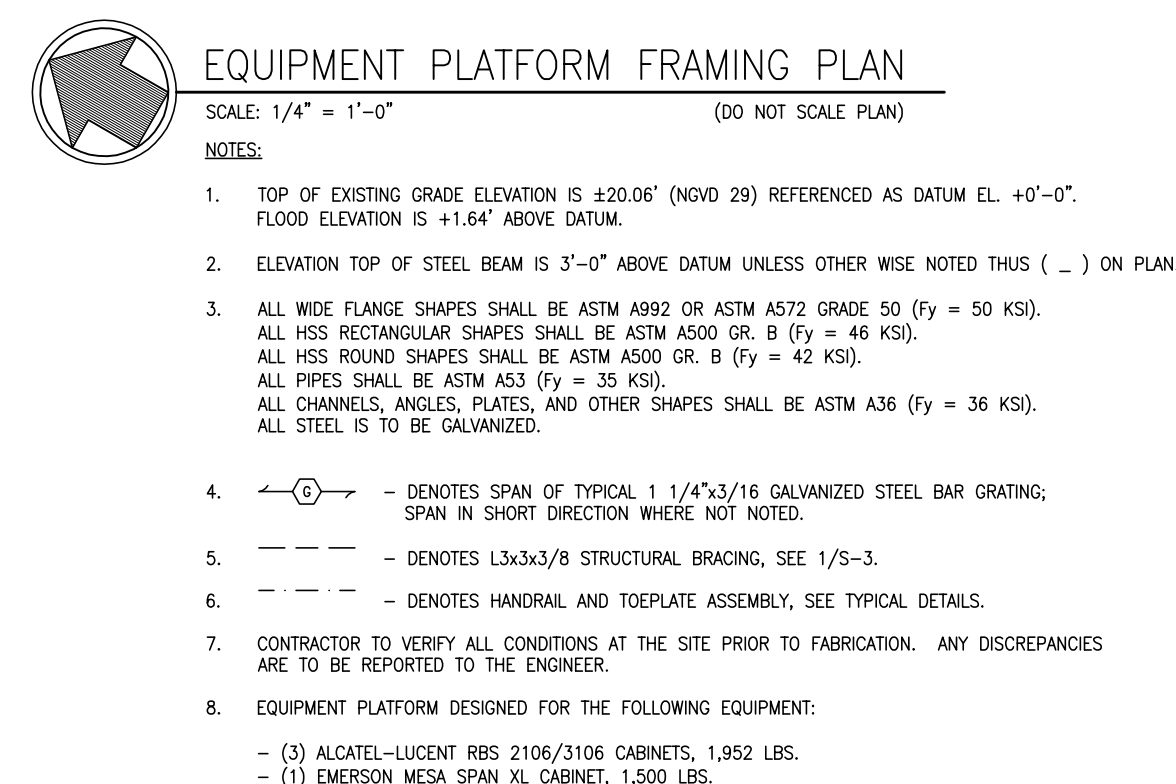 EQUIPMENT PLATFORM FRAMING PLAN
SCALE: 1/4" = 1'-0" (DO NOT SCALE PLAN)
NOTES:
1. TOP OF EXISTING GRADE ELEVATION IS ±20.06' (NGVD 29) REFERENCED AS DATUM EL. +0'-0".
FLOOD ELEVATION IS +1.64' ABOVE DATUM.
2. ELEVATION TOP OF STEEL BEAM IS 3'-0" ABOVE DATUM UNLESS OTHER WISE NOTED THUS ( _ ) ON PLAN
3. ALL WIDE FLANGE SHAPES SHALL BE ASTM A992 OR ASTM A572 GRADE 50 (Fy = 50 KSI).
ALL HSS RECTANGULAR SHAPES SHALL BE ASTM A500 GR. B (Fy = 46 KSI).
ALL HSS ROUND SHAPES SHALL BE ASTM A500 GR. B (Fy = 42 KSI).
ALL PIPES SHALL BE ASTM A53 (Fy = 35 KSI).
ALL CHANNELS, ANGLES, PLATES, AND OTHER SHAPES SHALL BE ASTM A36 (Fy = 36 KSI).
ALL STEEL IS TO BE GALVANIZED.
4. G - DENOTES SPAN OF TYPICAL 1 1/4"x3/16 GALVANIZED STEEL BAR GRATING;
SPAN IN SHORT DIRECTION WHERE NOT NOTED.
5. - DENOTES L3x3x3/8 STRUCTURAL BRACING, SEE 1/S-3.
6. - DENOTES HANDRAIL AND TOEPLATE ASSEMBLY, SEE TYPICAL DETAILS.
7. CONTRACTOR TO VERIFY ALL CONDITIONS AT THE SITE PRIOR TO FABRICATION. ANY DISCREPANCIES
ARE TO BE REPORTED TO THE ENGINEER.
8. EQUIPMENT PLATFORM DESIGNED FOR THE FOLLOWING EQUIPMENT:
- (3) ALCATEL-LUCENT RBS 2106/3106 CABINETS, 1,952 LBS.
- (1) EMERSON MESA SPAN XL CABINET, 1,500 LBS.